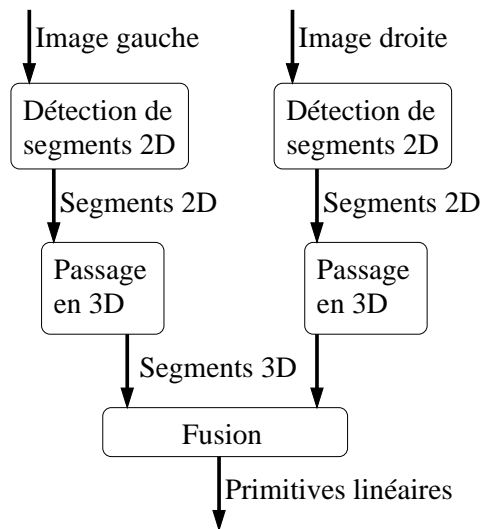 Image gauche
Image droite
Détection de
segments 2D
Détection de
segments 2D
Segments 2D
Segments 2D
Passage
en 3D
Passage
en 3D
Segments 3D
Fusion
Primitives linéaires